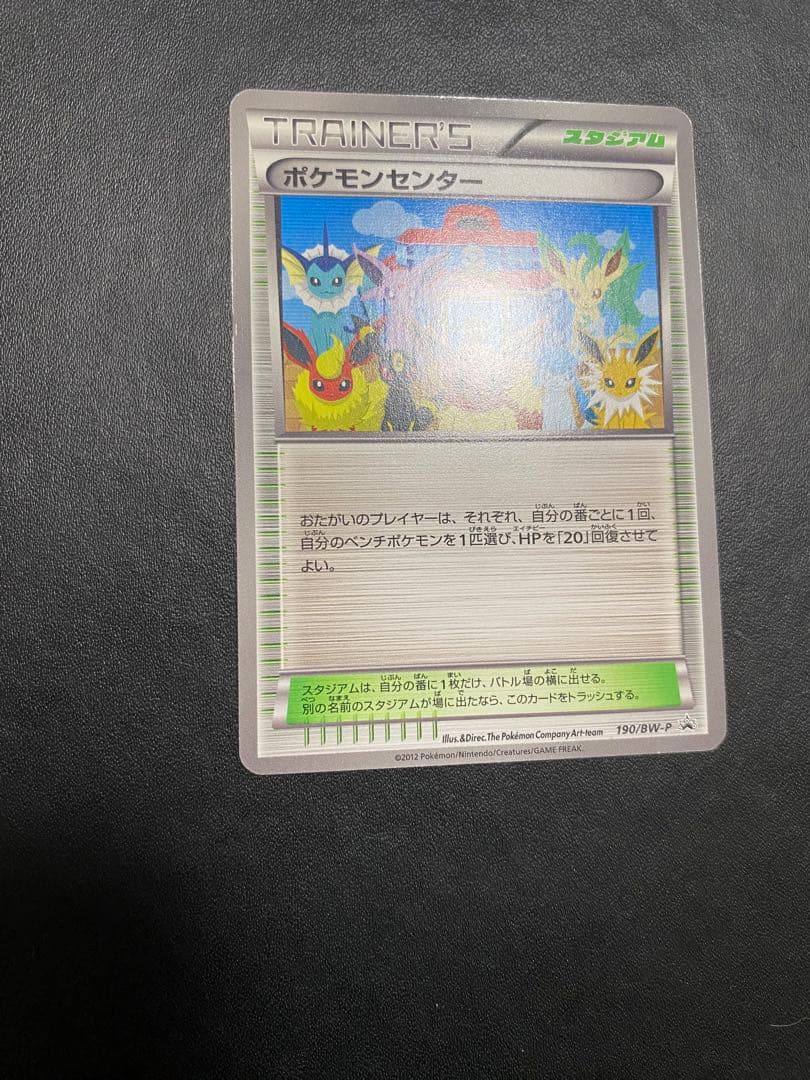 TRAINER'S
スタジアム
ポケモンセンター
おたがいのプレイヤーは、それぞれ、自分の番ごとに1回、
自分のベンチポケモンを1匹選び、HPを「20」回復させて
よい。
スタジアムは、自分の番に1枚だけ、バトル場の横に出せる。
別の名前のスタジアムが場に出たなら、このカードをトラッシュする。
Illus.&Direc.The Pokémon Company Art-team
190/BW-P
©2012 Pokémon/Nintendo/Creatures/GAME FREAK.